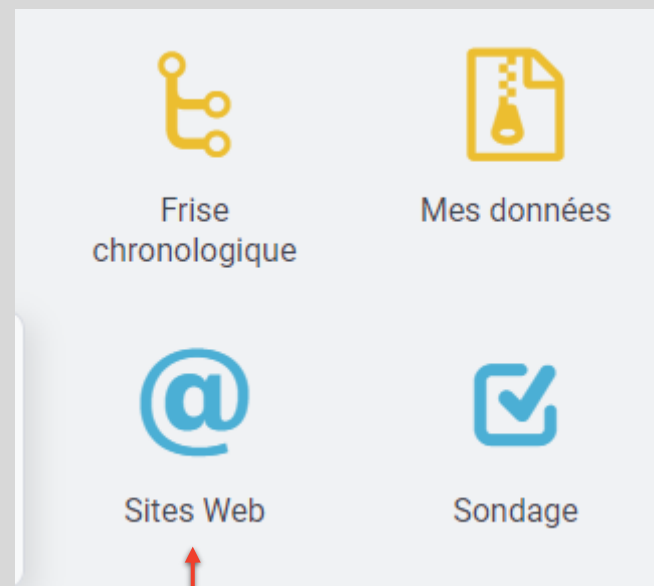 Frise
chronologique
Mes données
Sites Web
Sondage